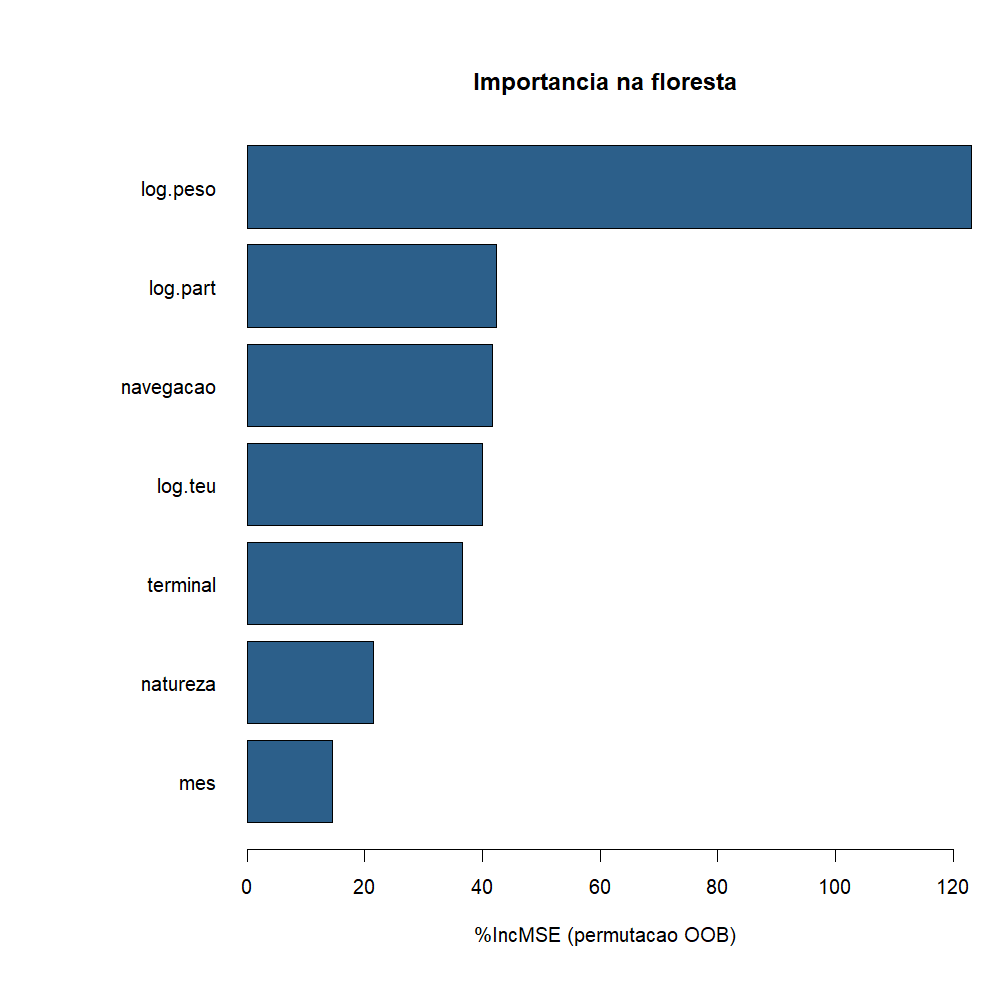 Importancia na floresta
log.peso
log.part
navegacao
log.teu
terminal
natureza
mes
0 20 40 60 80 100 120
%IncMSE (permutacao OOB)